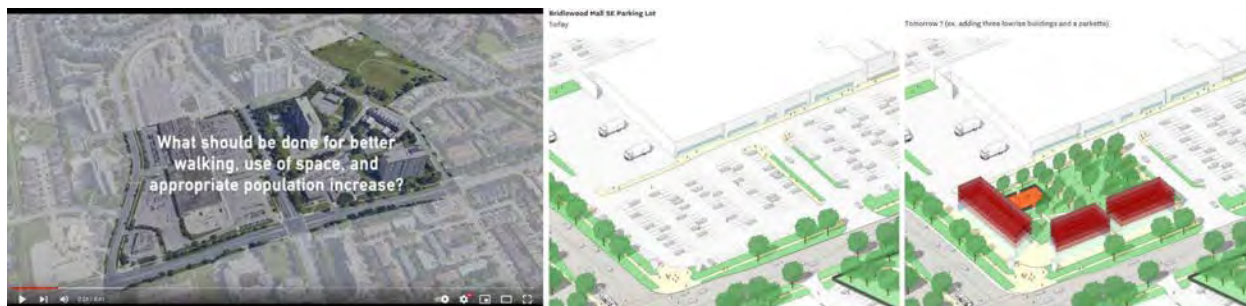 What should be done for better
walking, use of space, and
appropriate population increase?
Bridlewood Mall SE Parking Lot
Today
Tomorrow ? (ex. adding three lowrise buildings and a parkette)